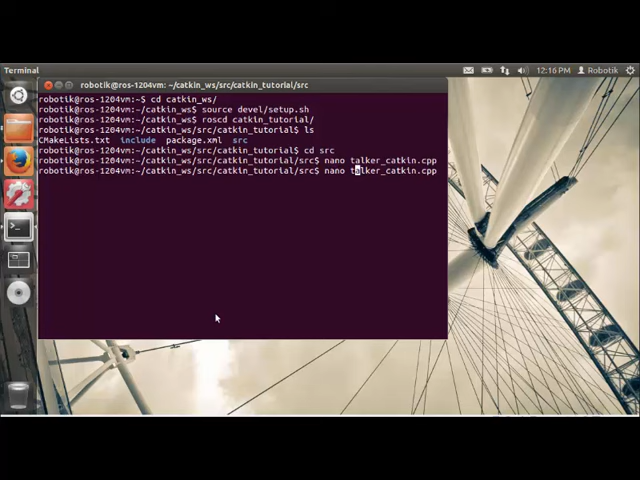 Terminal
12:16 PM
Robotik
robotik@ros-1204vm: ~/catkin_ws/src/catkin_tutorial/src
robotik@ros-1204vm:~$ cd catkin_ws/
robotik@ros-1204vm:~/catkin_ws$ source devel/setup.sh
robotik@ros-1204vm:~/catkin_ws$ roscd catkin_tutorial/
robotik@ros-1204vm:~/catkin_ws/src/catkin_tutorial$ ls
CMakeLists.txt include package.xml src
robotik@ros-1204vm:~/catkin_ws/src/catkin_tutorial$ cd src
robotik@ros-1204vm:~/catkin_ws/src/catkin_tutorial/src$ nano talker_catkin.cpp
robotik@ros-1204vm:~/catkin_ws/src/catkin_tutorial/src$ nano talker_catkin.cpp